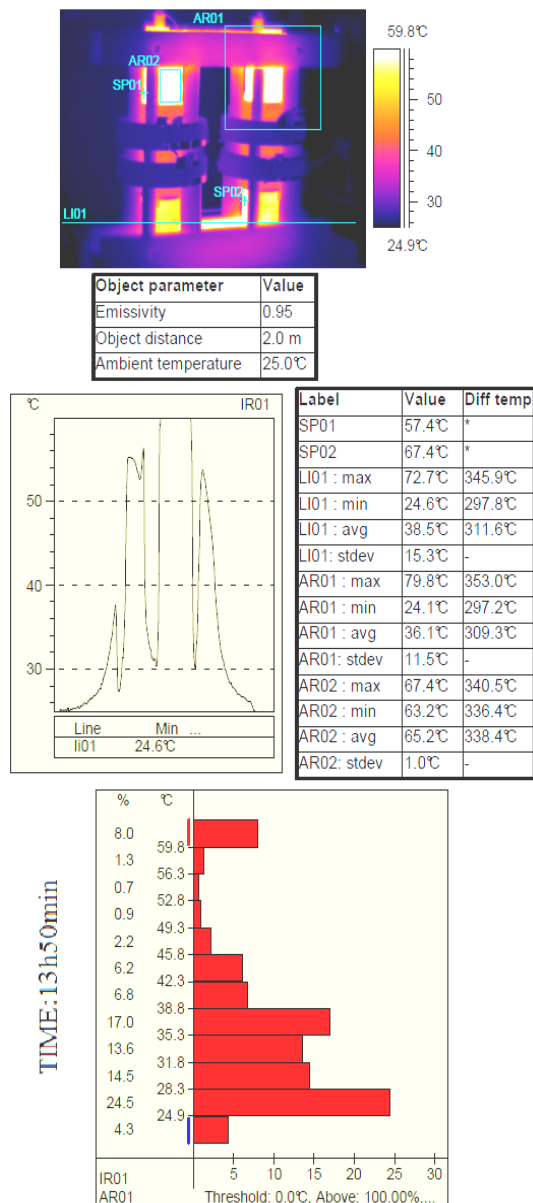 59.8°C
AR01
AR02
SP01
50
40
SP02
LI01
30
24.9°C
Object parameter Value
Emissivity 0.95
Object distance 2.0 m
Ambient temperature 25.0°C
°C IR01
50
40
30
Line Min ...
li01 24.6°C
Label Value Diff temp
SP01 57.4°C *
SP02 67.4°C *
LI01 : max 72.7°C 345.9°C
LI01 : min 24.6°C 297.8°C
LI01 : avg 38.5°C 311.6°C
LI01: stdev 15.3°C -
AR01 : max 79.8°C 353.0°C
AR01 : min 24.1°C 297.2°C
AR01 : avg 36.1°C 309.3°C
AR01: stdev 11.5°C -
AR02 : max 67.4°C 340.5°C
AR02 : min 63.2°C 336.4°C
AR02 : avg 65.2°C 338.4°C
AR02: stdev 1.0°C -
TIME:13h50min
% °C
8.0
59.8
1.3
56.3
0.7
52.8
0.9
49.3
2.2
45.8
6.2
42.3
6.8
38.8
17.0
35.3
13.6
31.8
14.5
28.3
24.5
24.9
4.3
5 10 15 20 25 30
IR01
AR01 Threshold: 0.0°C. Above: 100.00%....